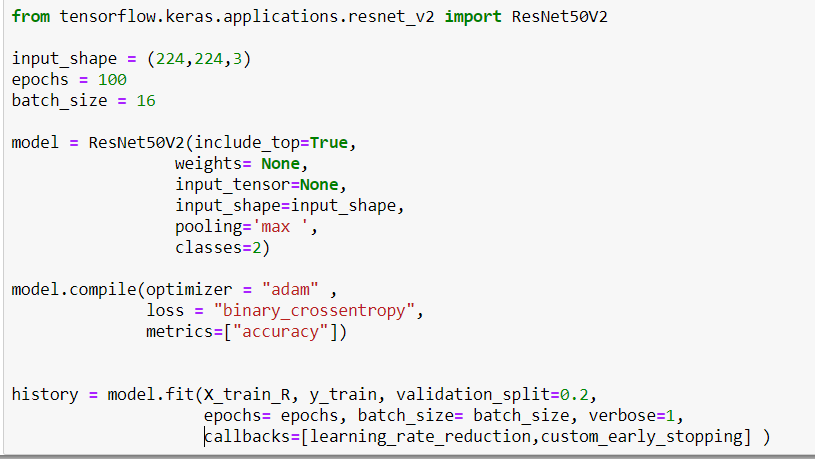 from tensorflow.keras.applications.resnet_v2 import ResNet50V2
input_shape = (224,224,3)
epochs = 100
batch_size = 16
model = ResNet50V2(include_top=True,
weights= None,
input_tensor=None,
input_shape=input_shape,
pooling='max ',
classes=2)
model.compile(optimizer = "adam" ,
loss = "binary_crossentropy",
metrics=["accuracy"])
history = model.fit(X_train_R, y_train, validation_split=0.2,
epochs= epochs, batch_size= batch_size, verbose=1,
callbacks=[learning_rate_reduction,custom_early_stopping] )